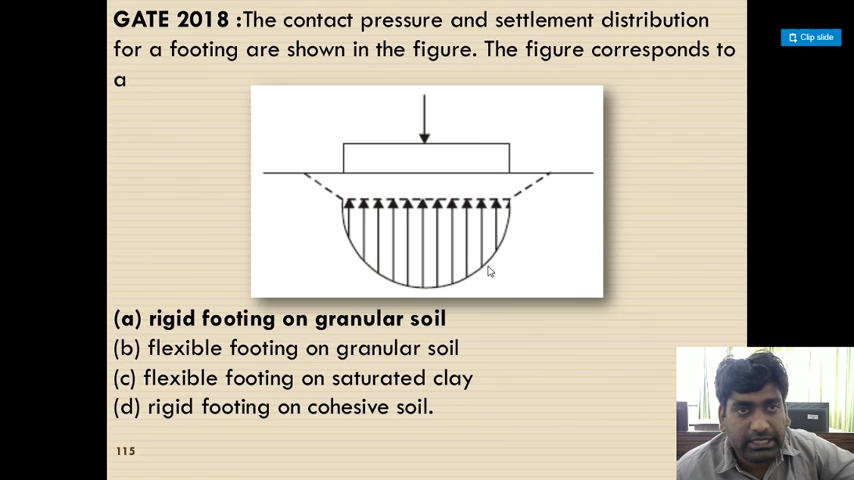 GATE 2018 :The contact pressure and settlement distribution
for a footing are shown in the figure. The figure corresponds to
a
Clip slide
(a) rigid footing on granular soil
(b) flexible footing on granular soil
(c) flexible footing on saturated clay
(d) rigid footing on cohesive soil.
115